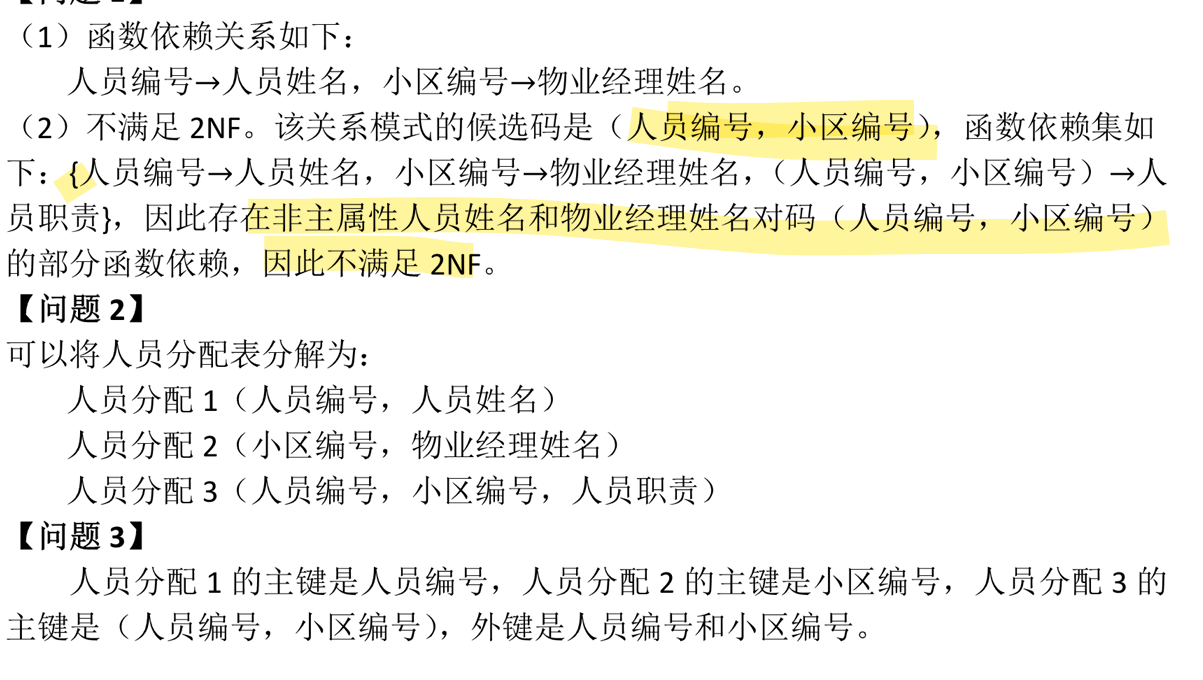 【问题 1】
（1）函数依赖关系如下：
人员编号→人员姓名，小区编号→物业经理姓名。
（2）不满足 2NF。该关系模式的候选码是（人员编号，小区编号），函数依赖集如
下：{人员编号→人员姓名，小区编号→物业经理姓名，（人员编号，小区编号）→人
员职责}，因此存在非主属性人员姓名和物业经理姓名对码（人员编号，小区编号）
的部分函数依赖，因此不满足 2NF。
【问题 2】
可以将人员分配表分解为：
人员分配 1（人员编号，人员姓名）
人员分配 2（小区编号，物业经理姓名）
人员分配 3（人员编号，小区编号，人员职责）
【问题 3】
人员分配 1 的主键是人员编号，人员分配 2 的主键是小区编号，人员分配 3 的
主键是（人员编号，小区编号），外键是人员编号和小区编号。